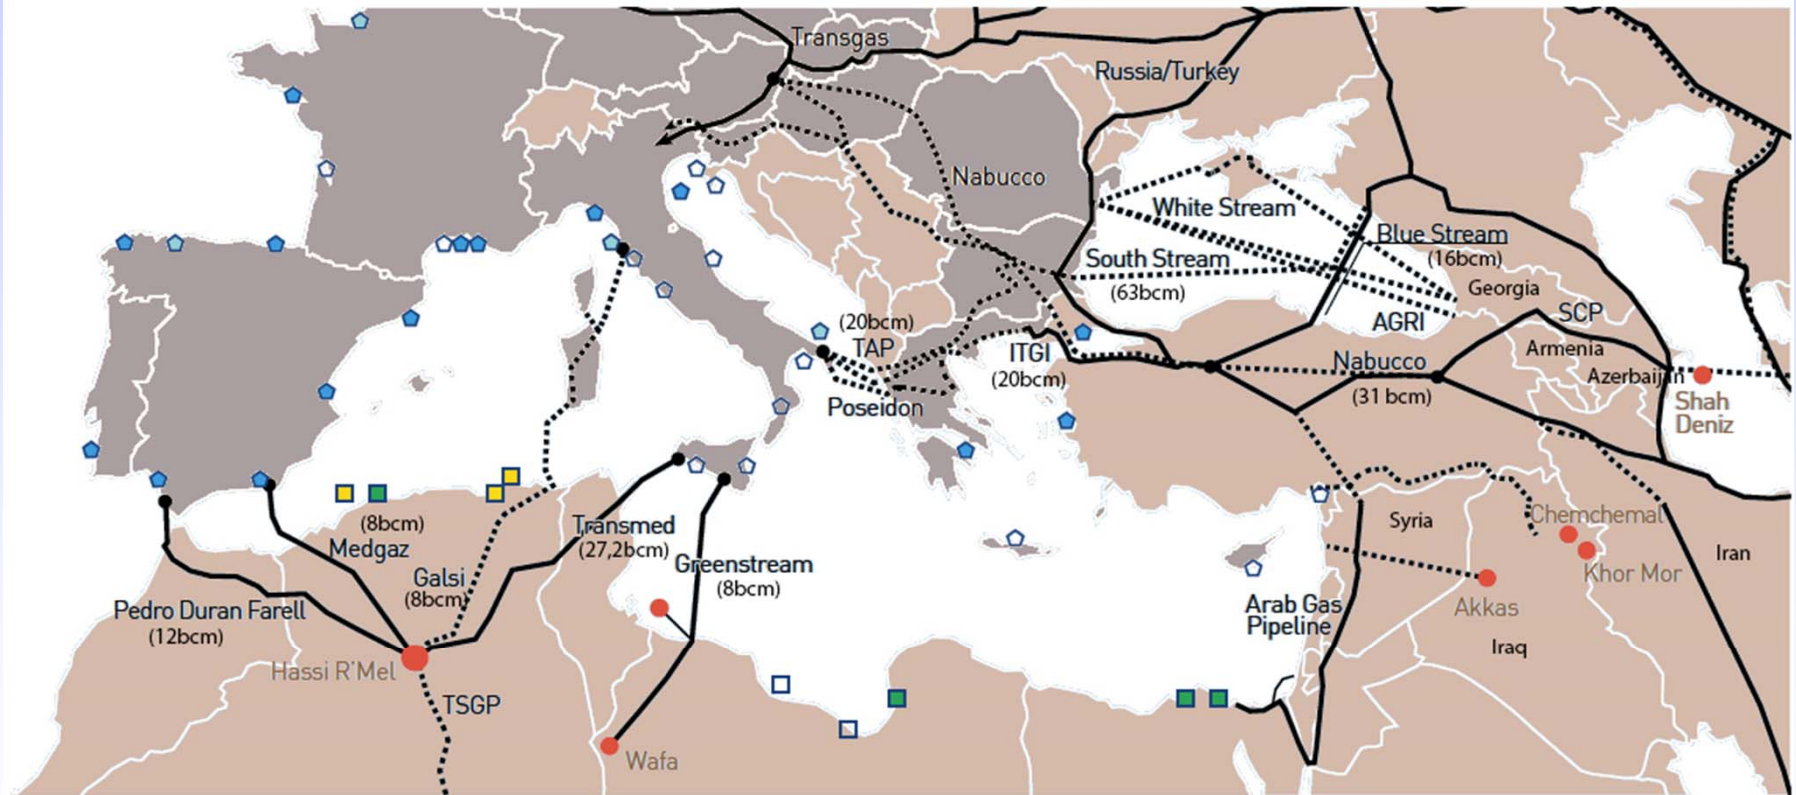 Transgas
Russia/Turkey
Nabucco
White Stream
Blue Stream
(16bcm)
South Stream
(63bcm)
Georgia
SCP
AGRI
(20bcm)
TAP
ITGI
(20bcm)
Armenia
Nabucco
(31 bcm)
Azerbaijan
Shah
Deniz
Poseidon
(8bcm)
Medgaz
Transmed
(27,2bcm)
Greenstream
(8bcm)
Galsi
(8bcm)
Pedro Duran Farell
(12bcm)
Hassi R'Mel
TSGP
Wafa
Syria
Chemchemal
Khor Mor
Iran
Akkas
Arab Gas
Pipeline
Iraq